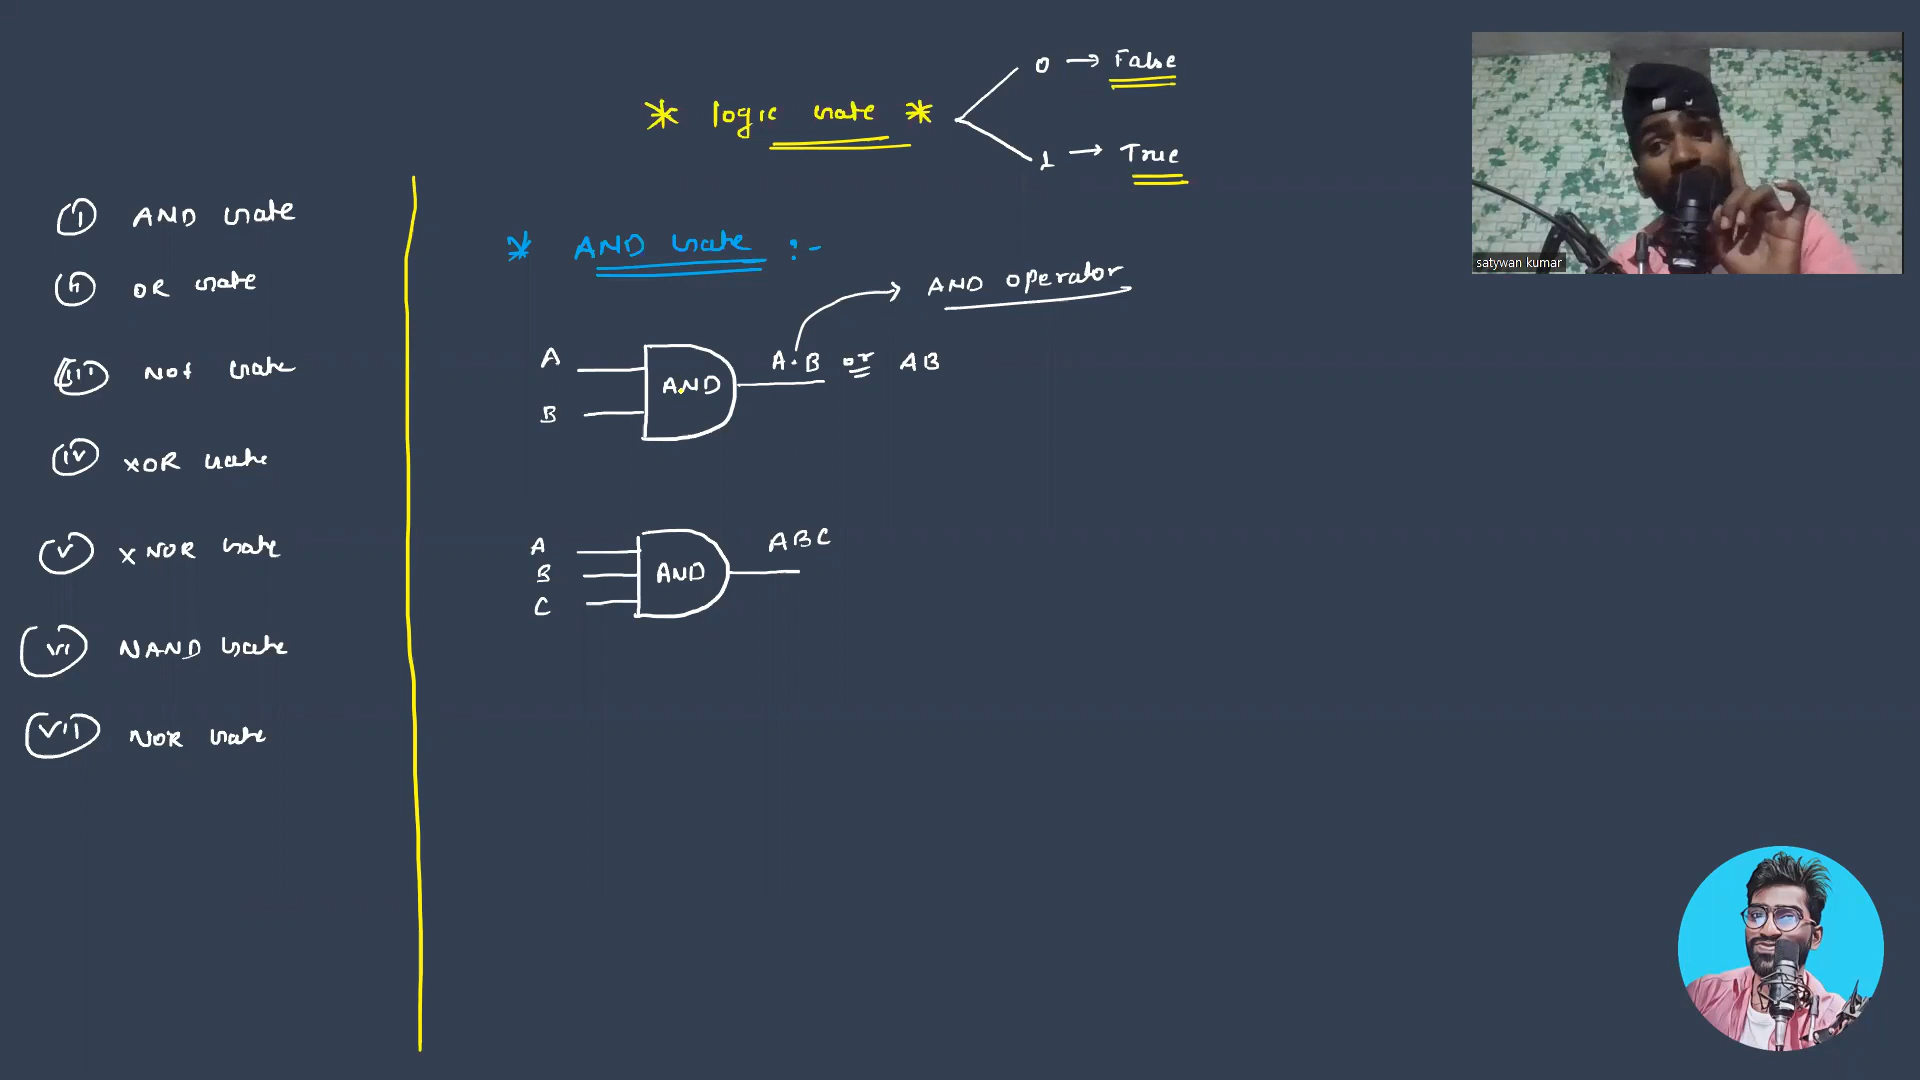 * logic Gate *
0 → False
1 → True
satywan kumar
(i) AND Gate
(ii) OR Gate
(iii) Not Gate
(iv) XOR Gate
(v) XNOR Gate
(vi) NAND Gate
(vii) NOR Gate
* AND Gate :-
AND operator
A
B
AND
A.B or AB
A
B
C
AND
ABC